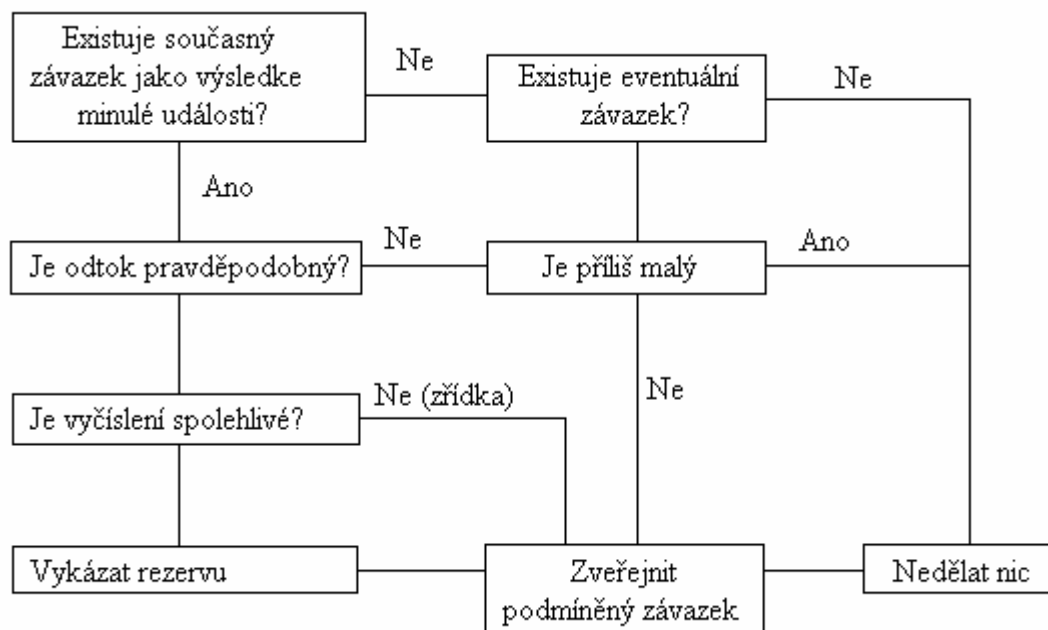 Existuje současný
závazek jako výsledke
minulé události?
Ne
Existuje eventuální
závazek?
Ne
Ano
Je odtok pravděpodobný?
Ne
Je příliš malý
Ano
Je vyčíslení spolehlivé?
Ne (zřídka)
Ne
Vykázat rezervu
Zveřejnit
podmíněný závazek
Nedělat nic